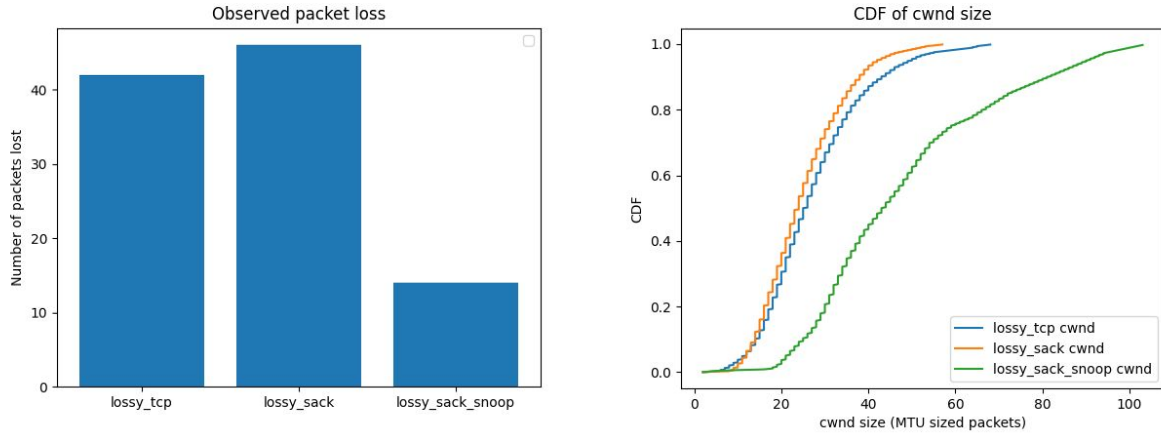 Observed packet loss
Number of packets lost
40
30
20
10
0
lossy_tcp
lossy_sack
lossy_sack_snoop
CDF of cwnd size
CDF
1.0
0.8
0.6
0.4
0.2
0.0
lossy_tcp cwnd
lossy_sack cwnd
lossy_sack_snoop cwnd
0
20
40
60
80
100
cwnd size (MTU sized packets)